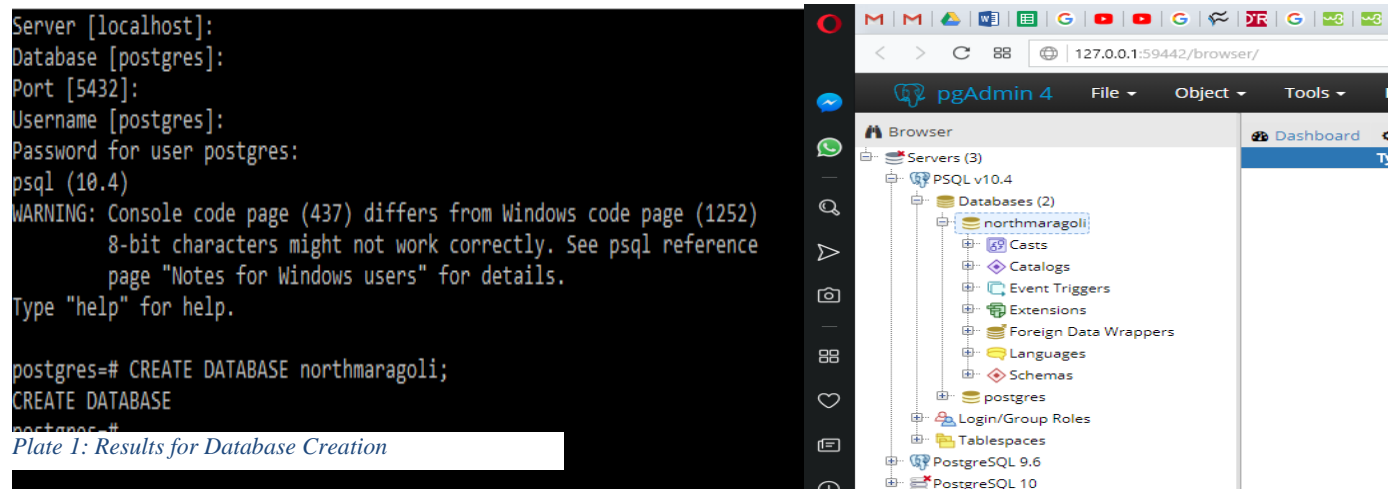 Server [localhost]:
Database [postgres]:
Port [5432]:
Username [postgres]:
Password for user postgres:
psql (10.4)
WARNING: Console code page (437) differs from Windows code page (1252)
8-bit characters might not work correctly. See psql reference
page "Notes for Windows users" for details.
Type "help" for help.
postgres=# CREATE DATABASE northmaragoli;
CREATE DATABASE
postgres=#
Plate 1: Results for Database Creation
127.0.0.1:59442/browser/
pgAdmin 4 File Object Tools
Browser
Dashboard
Servers (3)
PSQL v10.4
Databases (2)
northmaragoli
Casts
Catalogs
Event Triggers
Extensions
Foreign Data Wrappers
Languages
Schemas
postgres
Login/Group Roles
Tablespaces
PostgreSQL 9.6
PostgreSQL 10